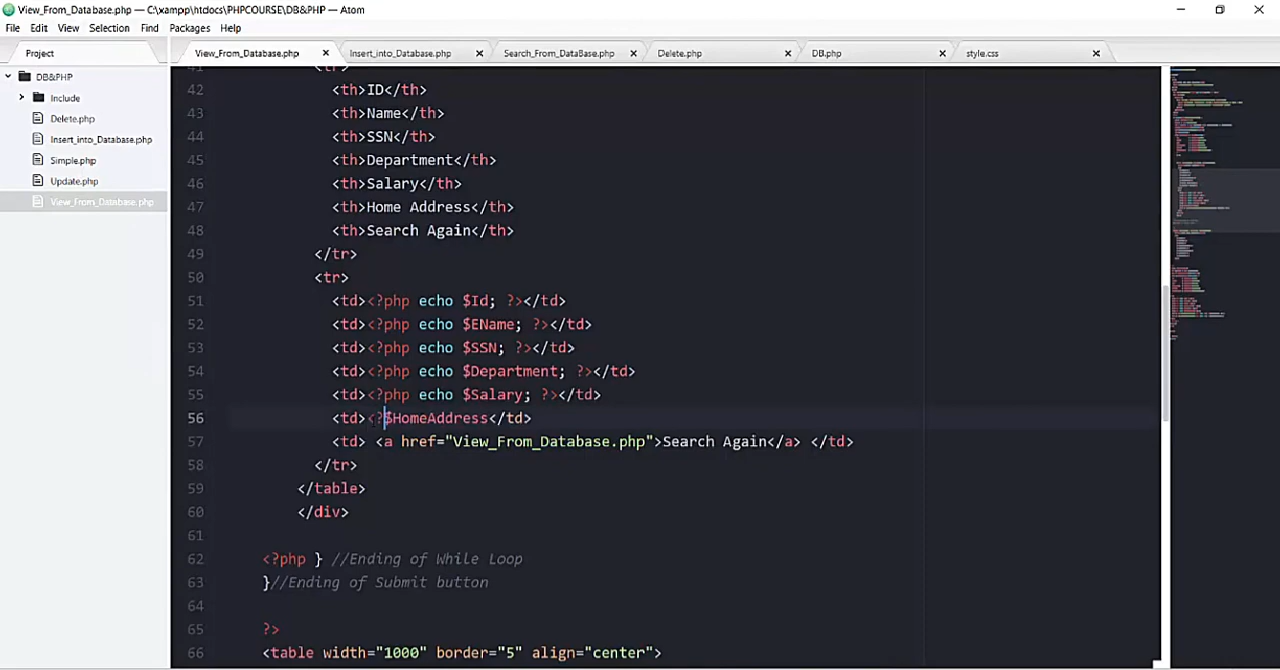 View_From_Database.php — C:\xampp\htdocs\PHPCOURSE\DB&PHP — Atom
File Edit View Selection Find Packages Help
Project
View_From_Database.php × Insert_into_Database.php × Search_From_DataBase.php × Delete.php × DB.php × style.css ×
DB&PHP
Include
Delete.php
Insert_into_Database.php
Simple.php
Update.php
View_From_Database.php
41 <tr>
42 <th>ID</th>
43 <th>Name</th>
44 <th>SSN</th>
45 <th>Department</th>
46 <th>Salary</th>
47 <th>Home Address</th>
48 <th>Search Again</th>
49 </tr>
50 <tr>
51 <td><?php echo $Id; ?></td>
52 <td><?php echo $EName; ?></td>
53 <td><?php echo $SSN; ?></td>
54 <td><?php echo $Department; ?></td>
55 <td><?php echo $Salary; ?></td>
56 <td><?$HomeAddress</td>
57 <td> <a href="View_From_Database.php">Search Again</a> </td>
58 </tr>
59 </table>
60 </div>
61
62 <?php } //Ending of While Loop
63 }//Ending of Submit button
64
65 ?>
66 <table width="1000" border="5" align="center">